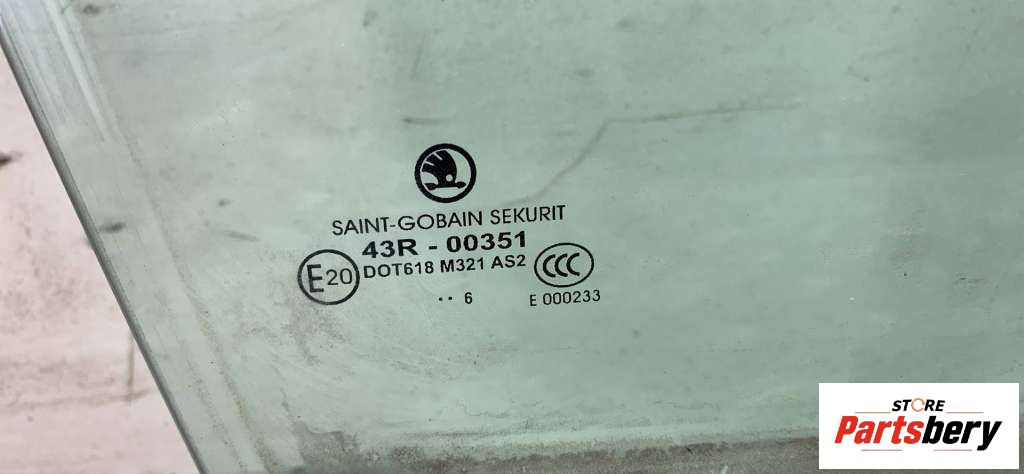 SAINT-GOBAIN SEKURIT
43R - 00351
E20 DOT618 M321 AS2 CCC
·· 6 E 000233
STORE
Partsbery